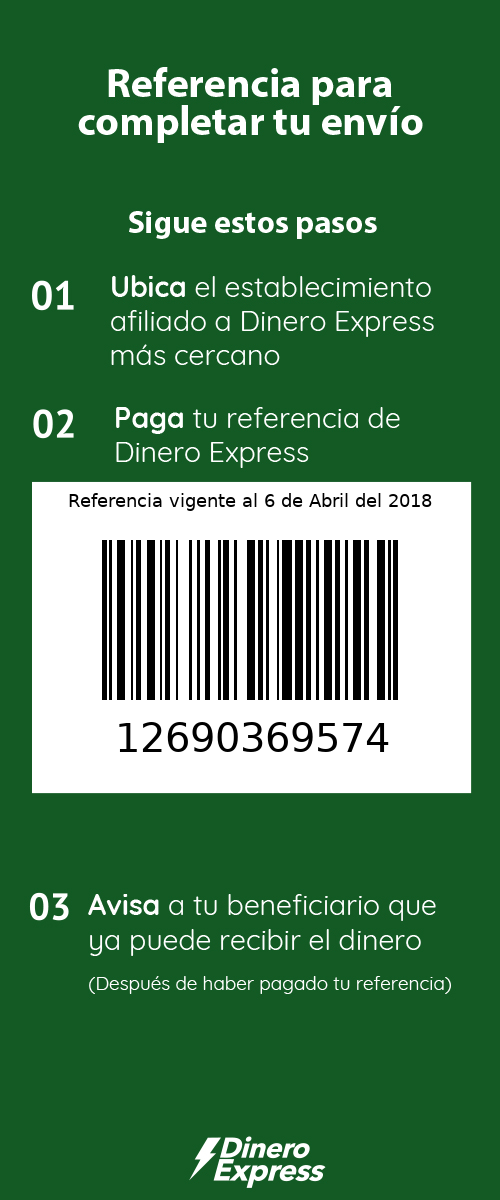 Referencia para
completar tu envío
Sigue estos pasos
01
Ubica el establecimiento
afiliado a Dinero Express
más cercano
02
Paga tu referencia de
Dinero Express
Referencia vigente al 6 de Abril del 2018
12690369574
03
Avisa a tu beneficiario que
ya puede recibir el dinero
(Después de haber pagado tu referencia)
Dinero
Express